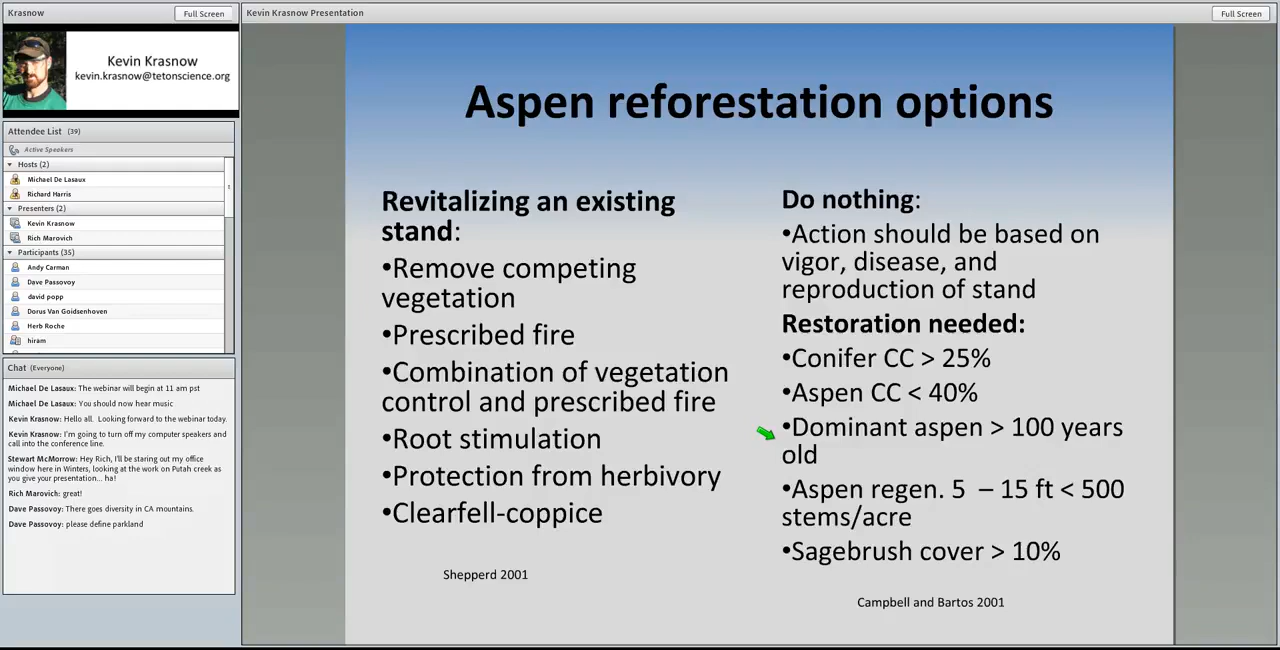 Krasnow
Full Screen
Kevin Krasnow
kevin.krasnow@tetonscience.org
Attendee List (39)
Active Speakers
Hosts (2)
Michael De Lasaux
Richard Harris
Presenters (2)
Kevin Krasnow
Rich Marovich
Participants (35)
Andy Carman
Dave Passovoy
david popp
Dorus Van Goidsenhoven
Herb Roche
hiram
Chat (Everyone)
Michael De Lasaux: The webinar will begin at 11 am pst
Michael De Lasaux: You should now hear music
Kevin Krasnow: Hello all. Looking forward to the webinar today.
Kevin Krasnow: I'm going to turn off my computer speakers and
call into the conference line.
Stewart McMorrow: Hey Rich, I'll be staring out my office
window here in Winters, looking at the work on Putah creek as
you give your presentation... ha!
Rich Marovich: great!
Dave Passovoy: There goes diversity in CA mountains.
Dave Passovoy: please define parkland
Kevin Krasnow Presentation
Full Screen
Aspen reforestation options
Revitalizing an existing
stand:
•Remove competing
vegetation
•Prescribed fire
•Combination of vegetation
control and prescribed fire
•Root stimulation
•Protection from herbivory
•Clearfell-coppice
Shepperd 2001
Do nothing:
•Action should be based on
vigor, disease, and
reproduction of stand
Restoration needed:
•Conifer CC > 25%
•Aspen CC < 40%
•Dominant aspen > 100 years
old
•Aspen regen. 5 – 15 ft < 500
stems/acre
•Sagebrush cover > 10%
Campbell and Bartos 2001